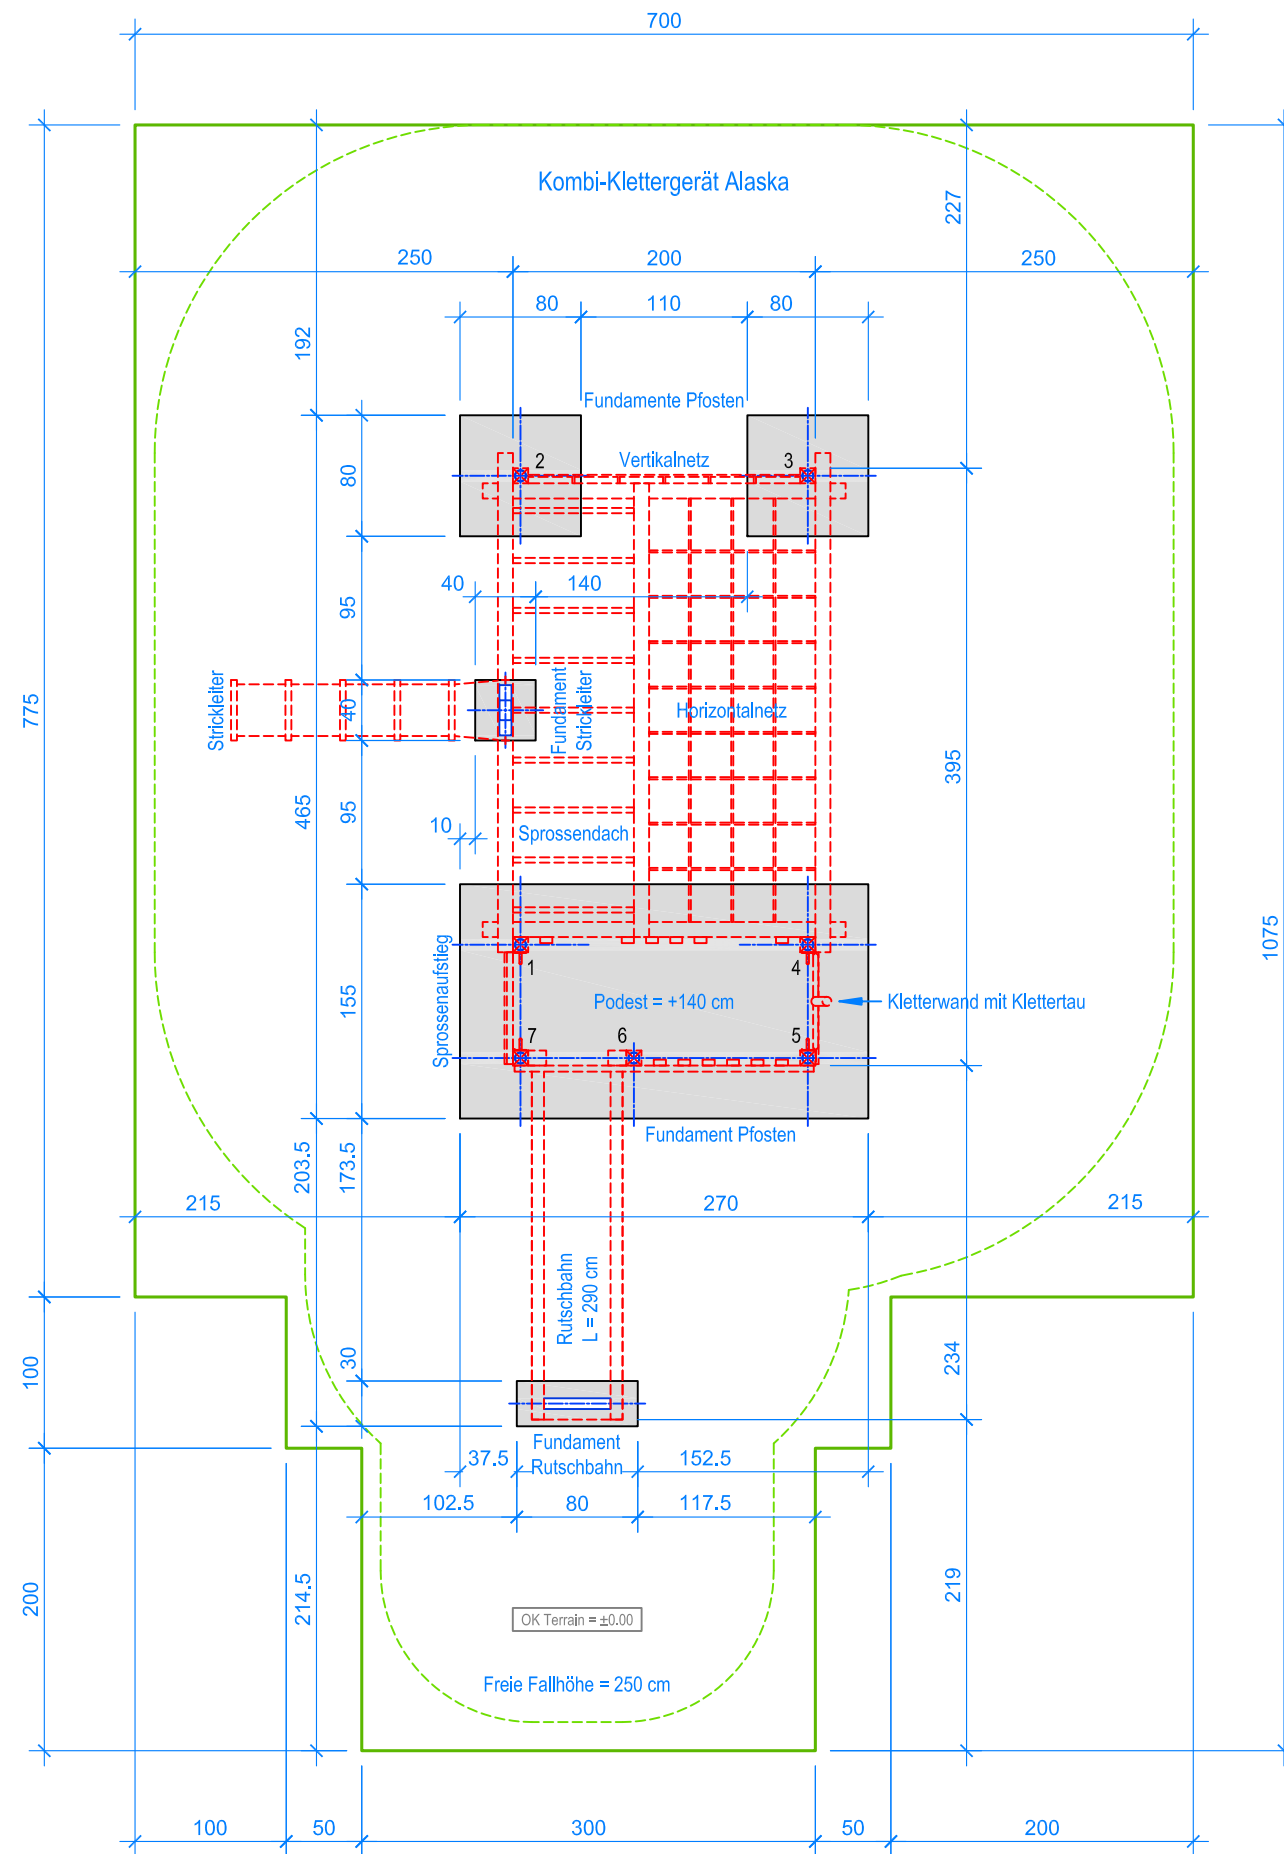 700
Kombi-Klettergerät Alaska
227
250
200
250
80
110
80
192
Fundamente Pfosten
2
Vertikalnetz
3
80
40
140
95
Strickleiter
40
Fundament
Strickleiter
Horizontalnetz
775
395
465
95
10
Sprossendach
1075
Sprossenaufstieg
1
4
155
Podest = +140 cm
Kletterwand mit Klettertau
7
6
5
Fundament Pfosten
203.5
173.5
215
270
215
Rutschbahn
L = 290 cm
30
100
234
Fundament
Rutschbahn
37.5
152.5
102.5
80
117.5
200
214.5
219
OK Terrain = ±0.00
Freie Fallhöhe = 250 cm
100
50
300
50
200